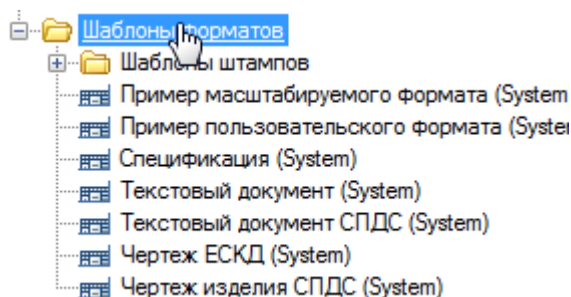 Шаблоны форматов
Шаблоны штампов
Пример масштабируемого формата (System
Пример пользовательского формата (System
Спецификация (System)
Текстовый документ (System)
Текстовый документ СПДС (System)
Чертеж ЕСКД (System)
Чертеж изделия СПДС (System)